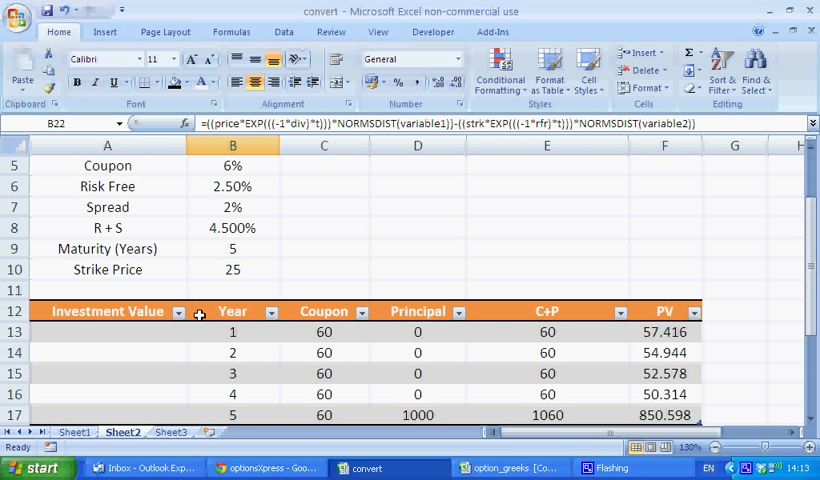 convert - Microsoft Excel non-commercial use
Home Insert Page Layout Formulas Data Review View Developer Add-Ins
Paste
Clipboard
Calibri 11 A A
B I U A
Font
Alignment
General
% ,
Number
Conditional Formatting
Format as Table
Cell Styles
Styles
Insert
Delete
Format
Cells
Σ
Sort & Filter
Find & Select
Editing
B22 fx =((price*EXP(((-1*div)*t)))*NORMSDIST(variable1))-((strk*EXP(((-1*rfr)*t)))*NORMSDIST(variable2))
A B C D E F G H
5 Coupon 6%
6 Risk Free 2.50%
7 Spread 2%
8 R + S 4.500%
9 Maturity (Years) 5
10 Strike Price 25
11
12 Investment Value Year Coupon Principal C+P PV
13 1 60 0 60 57.416
14 2 60 0 60 54.944
15 3 60 0 60 52.578
16 4 60 0 60 50.314
17 5 60 1000 1060 850.598
Sheet1 Sheet2 Sheet3
Ready 130%
start Inbox - Outlook Exp... optionsXpress - Goo... convert option_greeks [Co... Flashing EN 14:13